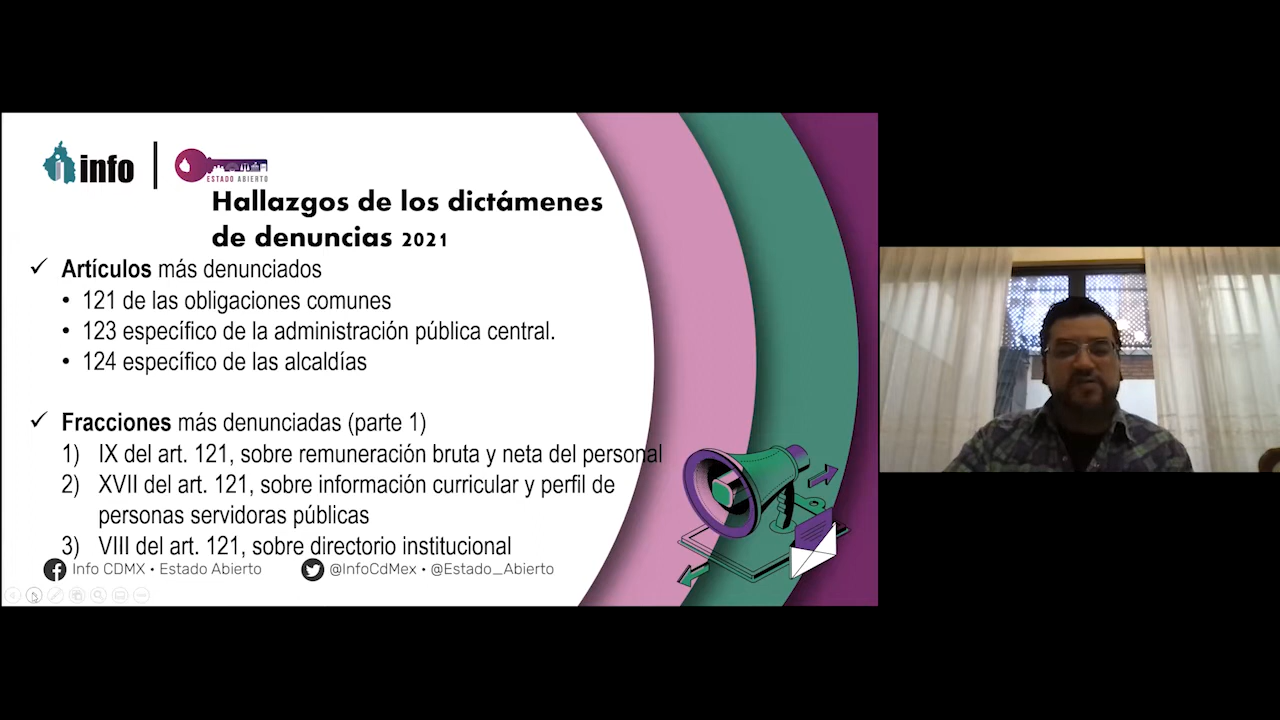 info
ESTADO ABIERTO
Hallazgos de los dictámenes
de denuncias 2021
✓ Artículos más denunciados
• 121 de las obligaciones comunes
• 123 específico de la administración pública central.
• 124 específico de las alcaldías
✓ Fracciones más denunciadas (parte 1)
1) IX del art. 121, sobre remuneración bruta y neta del personal
2) XVII del art. 121, sobre información curricular y perfil de
personas servidoras públicas
3) VIII del art. 121, sobre directorio institucional
Info CDMX • Estado Abierto
@InfoCdMex • @Estado_Abierto